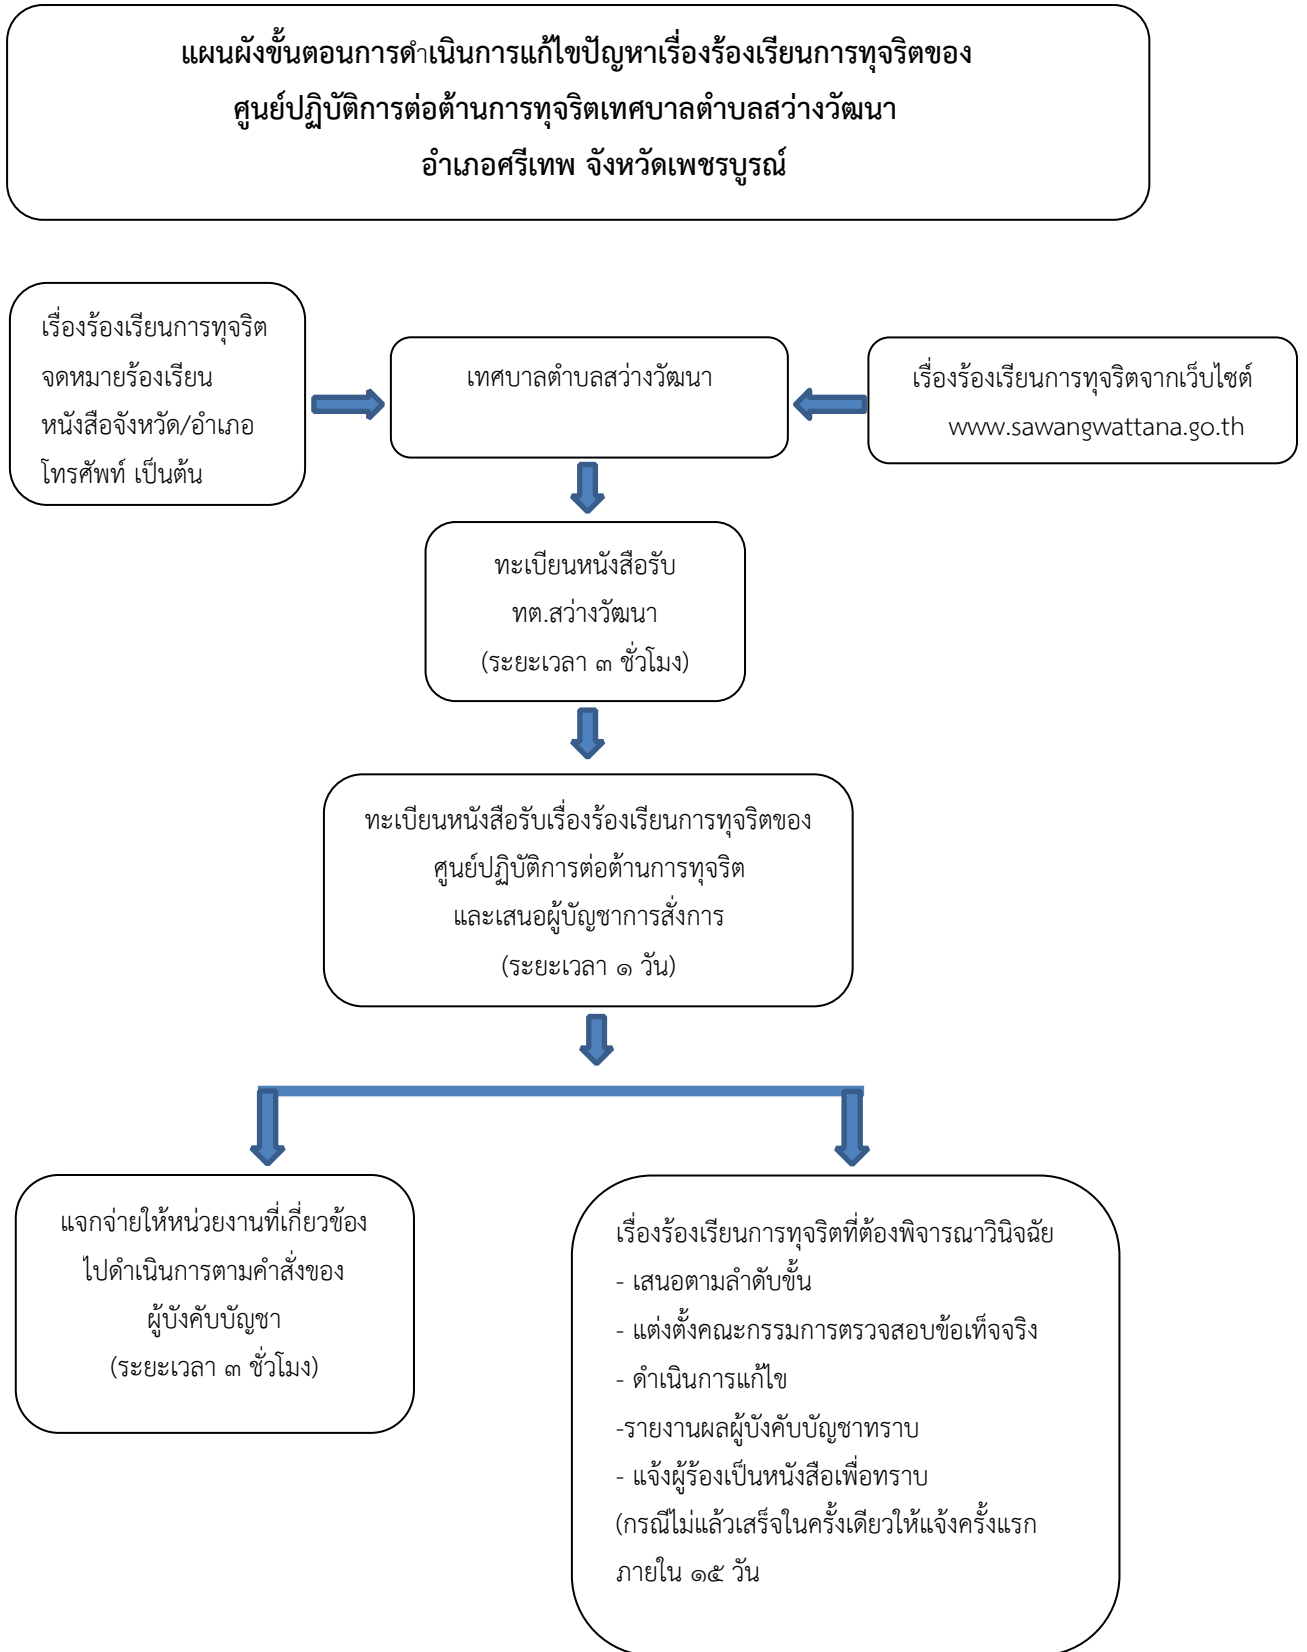 แผนผังขั้นตอนการดำเนินการแก้ไขปัญหาเรื่องร้องเรียนการทุจริตของ
ศูนย์ปฏิบัติการต่อต้านการทุจริตเทศบาลตำบลสว่างวัฒนา
อำเภอศรีเทพ จังหวัดเพชรบูรณ์
เรื่องร้องเรียนการทุจริต
จดหมายร้องเรียน
หนังสือจังหวัด/อำเภอ
โทรศัพท์ เป็นต้น
เทศบาลตำบลสว่างวัฒนา
เรื่องร้องเรียนการทุจริตจากเว็บไซต์
www.sawangwattana.go.th
ทะเบียนหนังสือรับ
ทต.สว่างวัฒนา
(ระยะเวลา ๓ ชั่วโมง)
ทะเบียนหนังสือรับเรื่องร้องเรียนการทุจริตของ
ศูนย์ปฏิบัติการต่อต้านการทุจริต
และเสนอผู้บัญชาการสั่งการ
(ระยะเวลา ๑ วัน)
แจกจ่ายให้หน่วยงานที่เกี่ยวข้อง
ไปดำเนินการตามคำสั่งของ
ผู้บังคับบัญชา
(ระยะเวลา ๓ ชั่วโมง)
เรื่องร้องเรียนการทุจริตที่ต้องพิจารณาวินิจฉัย
- เสนอตามลำดับขั้น
- แต่งตั้งคณะกรรมการตรวจสอบข้อเท็จจริง
- ดำเนินการแก้ไข
-รายงานผลผู้บังคับบัญชาทราบ
- แจ้งผู้ร้องเป็นหนังสือเพื่อทราบ
(กรณีไม่แล้วเสร็จในครั้งเดียวให้แจ้งครั้งแรก
ภายใน ๑๕ วัน